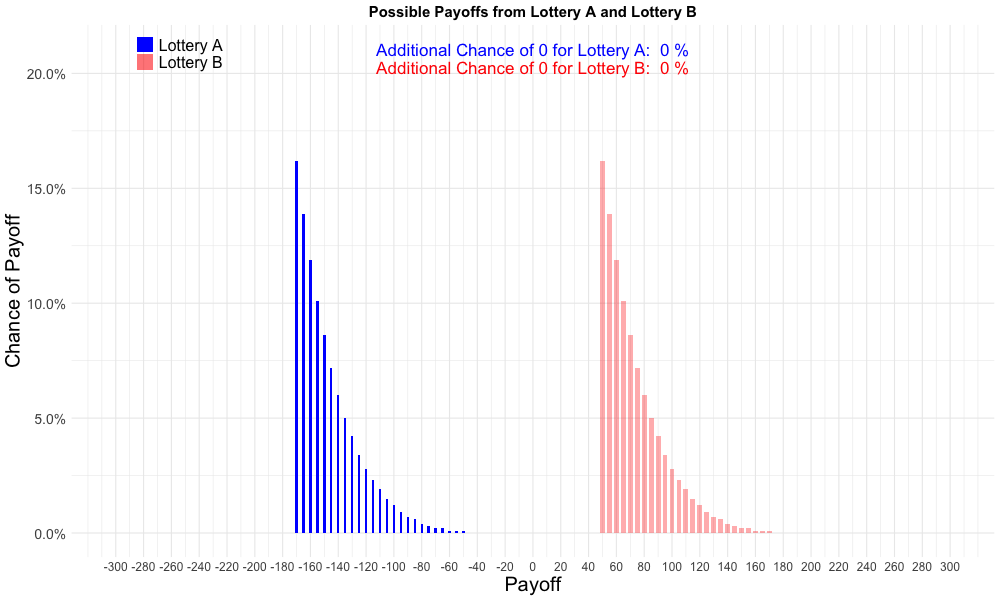 Possible Payoffs from Lottery A and Lottery B
Lottery A
Lottery B
Additional Chance of 0 for Lottery A:  0 %
Additional Chance of 0 for Lottery B:  0 %
Chance of Payoff
20.0%
15.0%
10.0%
5.0%
0.0%
-300 -280 -260 -240 -220 -200 -180 -160 -140 -120 -100 -80 -60 -40 -20 0 20 40 60 80 100 120 140 160 180 200 220 240 260 280 300
Payoff